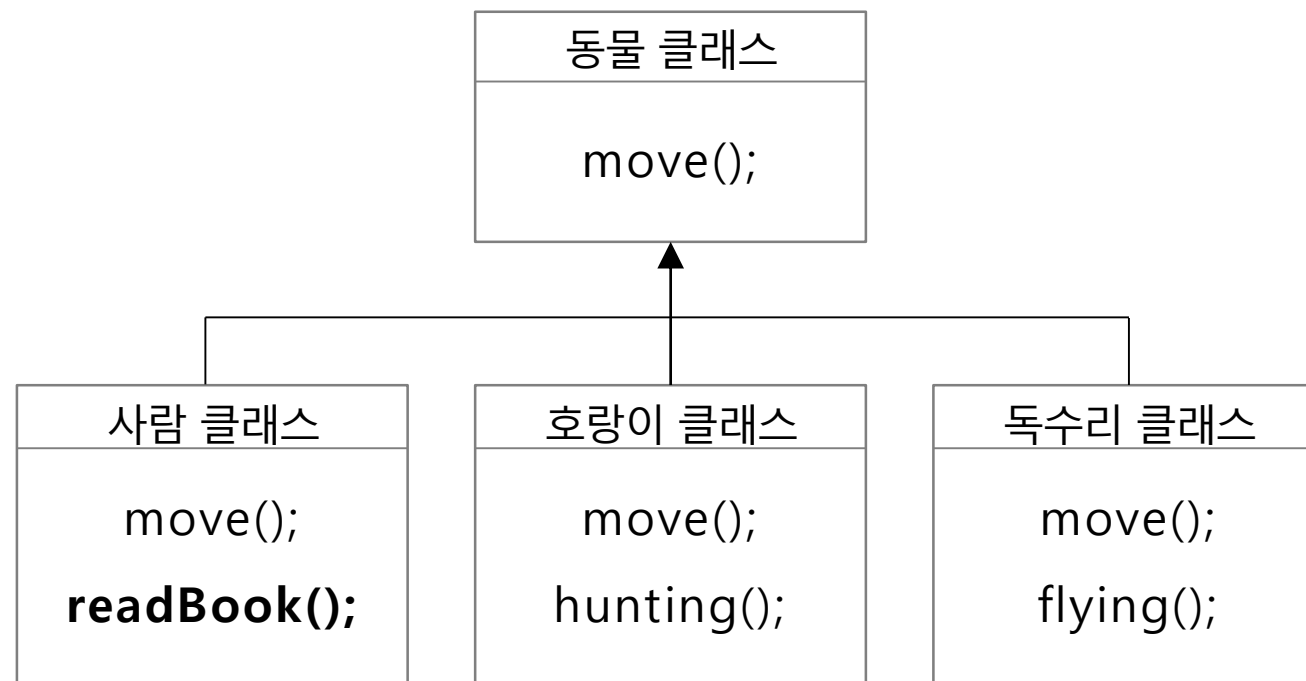 동물 클래스
move();
사람 클래스
move();
readBook();
호랑이 클래스
move();
hunting();
독수리 클래스
move();
flying();